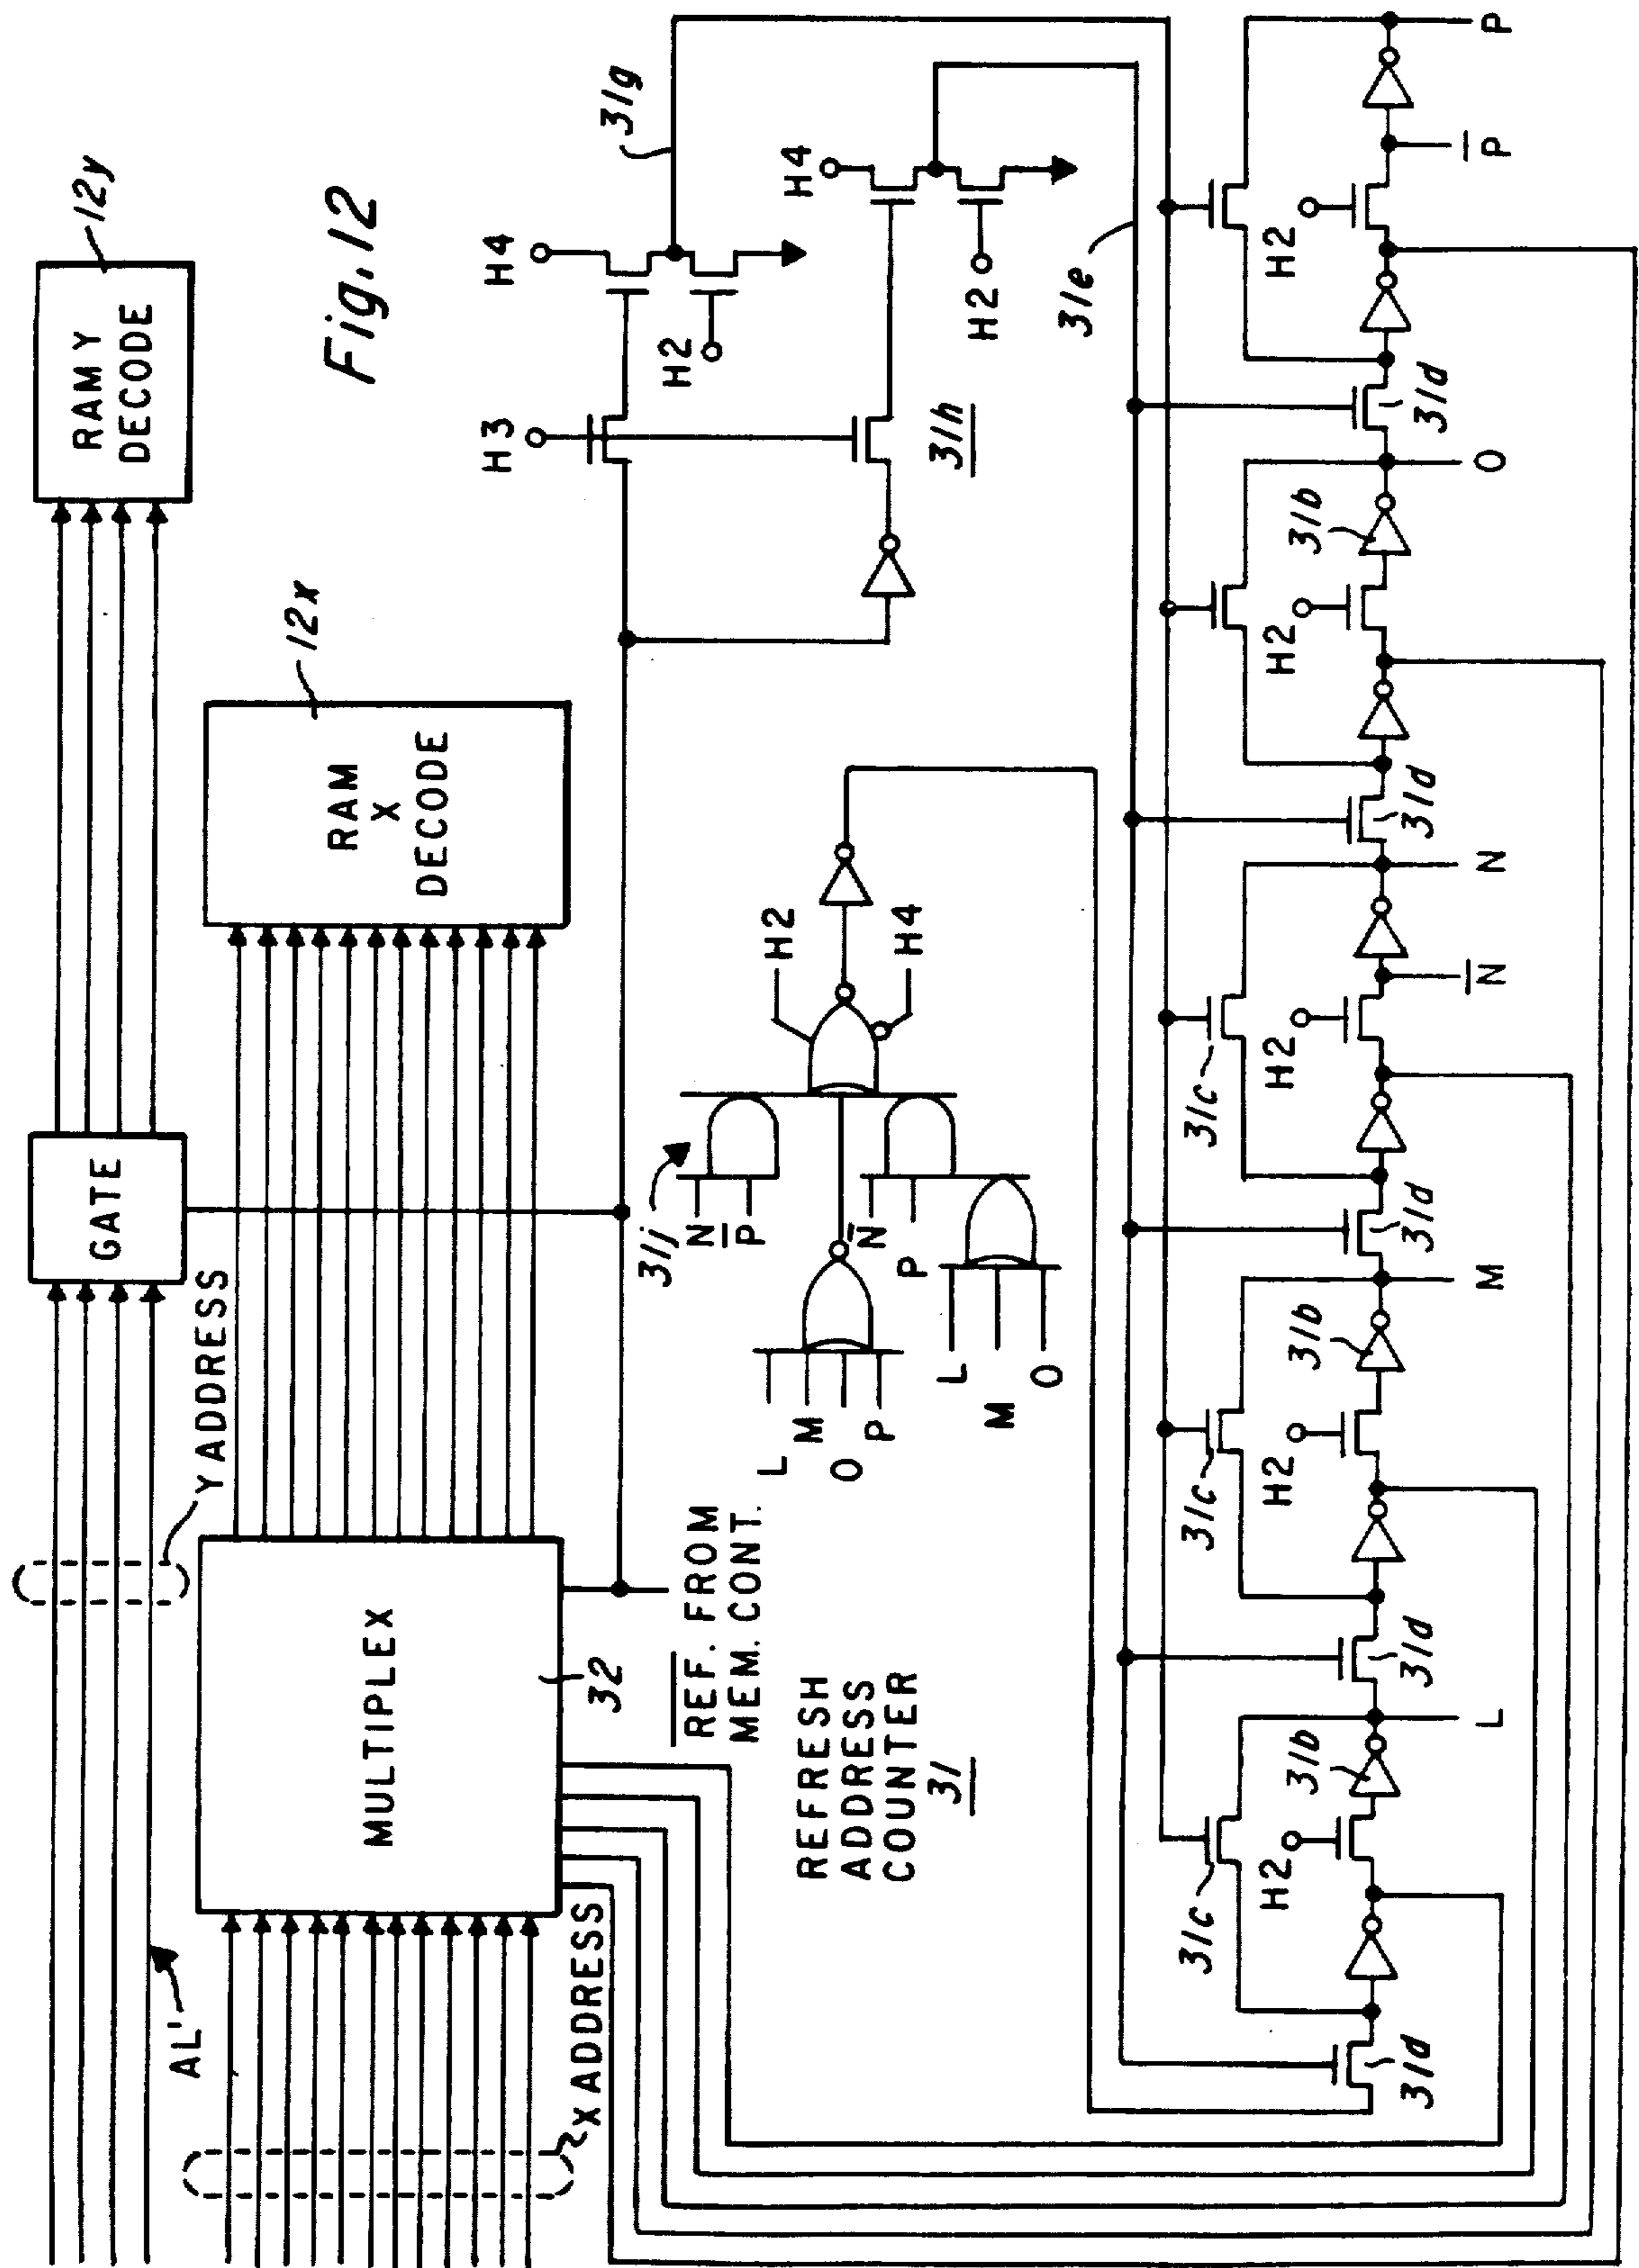 AL'
Y ADDRESS
GATE
RAM Y
DECODE
12y
X ADDRESS
MULTIPLEX
32
RAM
X
DECODE
12x
Fig. 12
R̅E̅F̅. FROM
MEM. CONT.
REFRESH
ADDRESS
COUNTER
31
31j
N
P̅
L
M
O
P
N̅
P
L
M
O
H2
H4
H3
H4
H2
31g
31h
H4
H2
31e
31c
31c
31c
H2
H2
H2
H2
H2
31d
31b
31d
31b
31d
31d
31b
31d
L
M
N̅
N
O
P̅
P